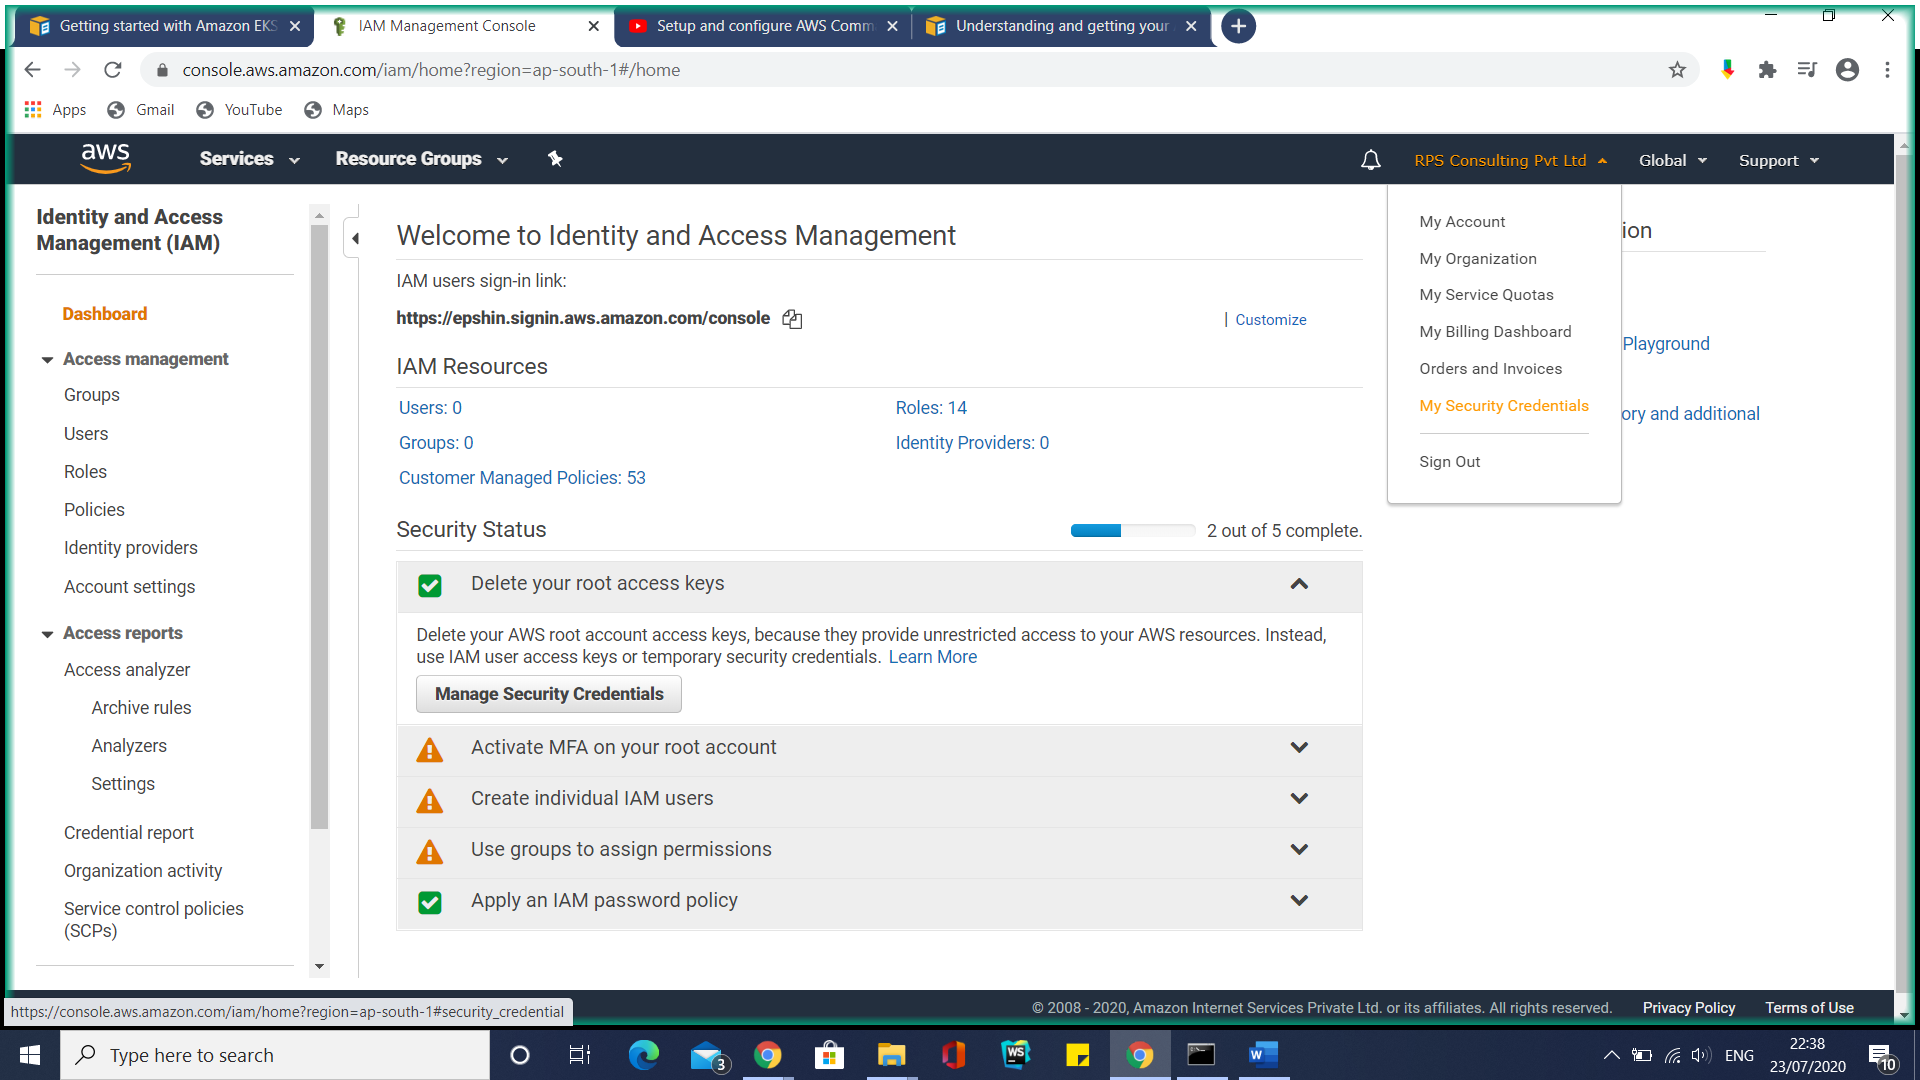 Getting started with Amazon EKS
IAM Management Console
Setup and configure AWS Comm
Understanding and getting your
console.aws.amazon.com/iam/home?region=ap-south-1#/home
Apps
Gmail
YouTube
Maps
aws
Services
Resource Groups
RPS Consulting Pvt Ltd
Global
Support
Identity and Access
Management (IAM)
Dashboard
Access management
Groups
Users
Roles
Policies
Identity providers
Account settings
Access reports
Access analyzer
Archive rules
Analyzers
Settings
Credential report
Organization activity
Service control policies
(SCPs)
Welcome to Identity and Access Management
IAM users sign-in link:
https://epshin.signin.aws.amazon.com/console
| Customize
IAM Resources
Users: 0
Roles: 14
Groups: 0
Identity Providers: 0
Customer Managed Policies: 53
Security Status
2 out of 5 complete.
Delete your root access keys
Delete your AWS root account access keys, because they provide unrestricted access to your AWS resources. Instead,
use IAM user access keys or temporary security credentials. Learn More
Manage Security Credentials
Activate MFA on your root account
Create individual IAM users
Use groups to assign permissions
Apply an IAM password policy
My Account
My Organization
My Service Quotas
My Billing Dashboard
Orders and Invoices
My Security Credentials
Sign Out
ion
Playground
ory and additional
https://console.aws.amazon.com/iam/home?region=ap-south-1#security_credential
© 2008 - 2020, Amazon Internet Services Private Ltd. or its affiliates. All rights reserved.
Privacy Policy
Terms of Use
Type here to search
3
WS
W
ENG
22:38
23/07/2020
10